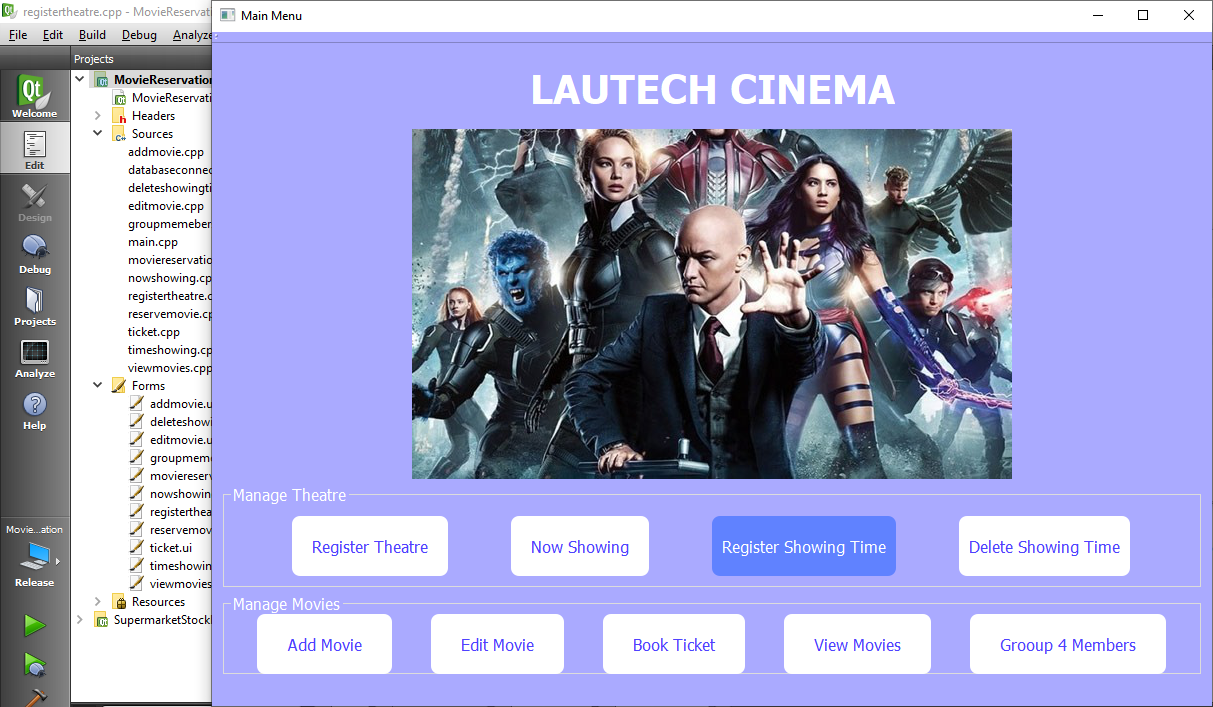 registertheatre.cpp - MovieReservati
Main Menu
File Edit Build Debug Analyze
Projects
Welcome
Edit
Design
Debug
Projects
Analyze
Help
Movie...ation
Release
MovieReservation
MovieReservati
Headers
Sources
addmovie.cpp
databaseconnec
deleteshowingti
editmovie.cpp
groupmemeber
main.cpp
moviereservatio
nowshowing.cp
registertheatre.c
reservemovie.cp
ticket.cpp
timeshowing.cp
viewmovies.cpp
Forms
addmovie.u
deleteshowi
editmovie.u
groupmeme
moviereserv
nowshowin
registerthea
reservemov
ticket.ui
timeshowin
viewmovies
Resources
SupermarketStockl
LAUTECH CINEMA
Manage Theatre
Register Theatre Now Showing Register Showing Time Delete Showing Time
Manage Movies
Add Movie Edit Movie Book Ticket View Movies Grooup 4 Members